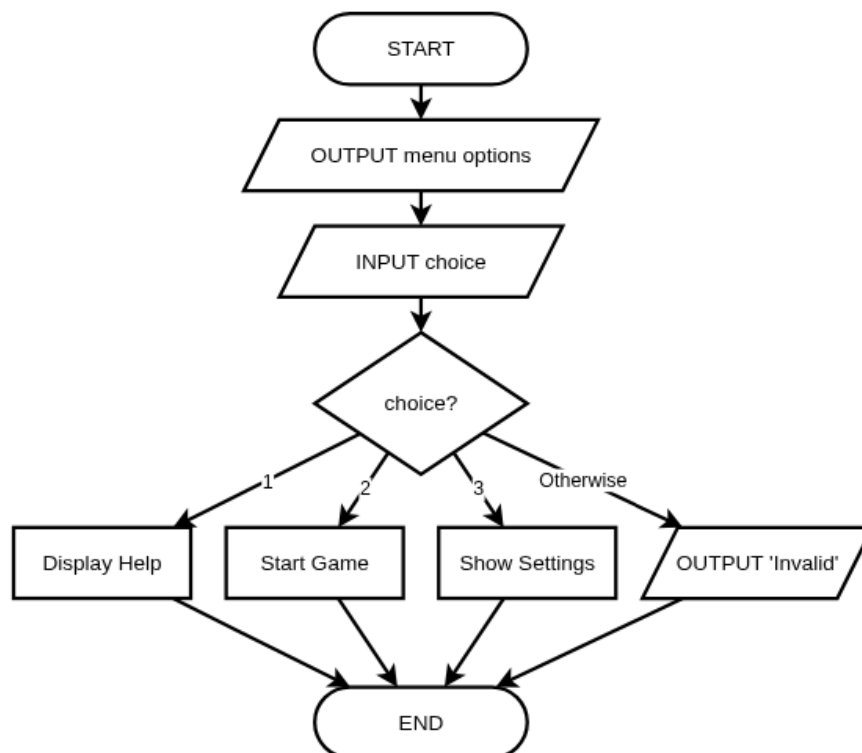 START
OUTPUT menu options
INPUT choice
choice?
1
2
3
Otherwise
Display Help
Start Game
Show Settings
OUTPUT 'Invalid'
END